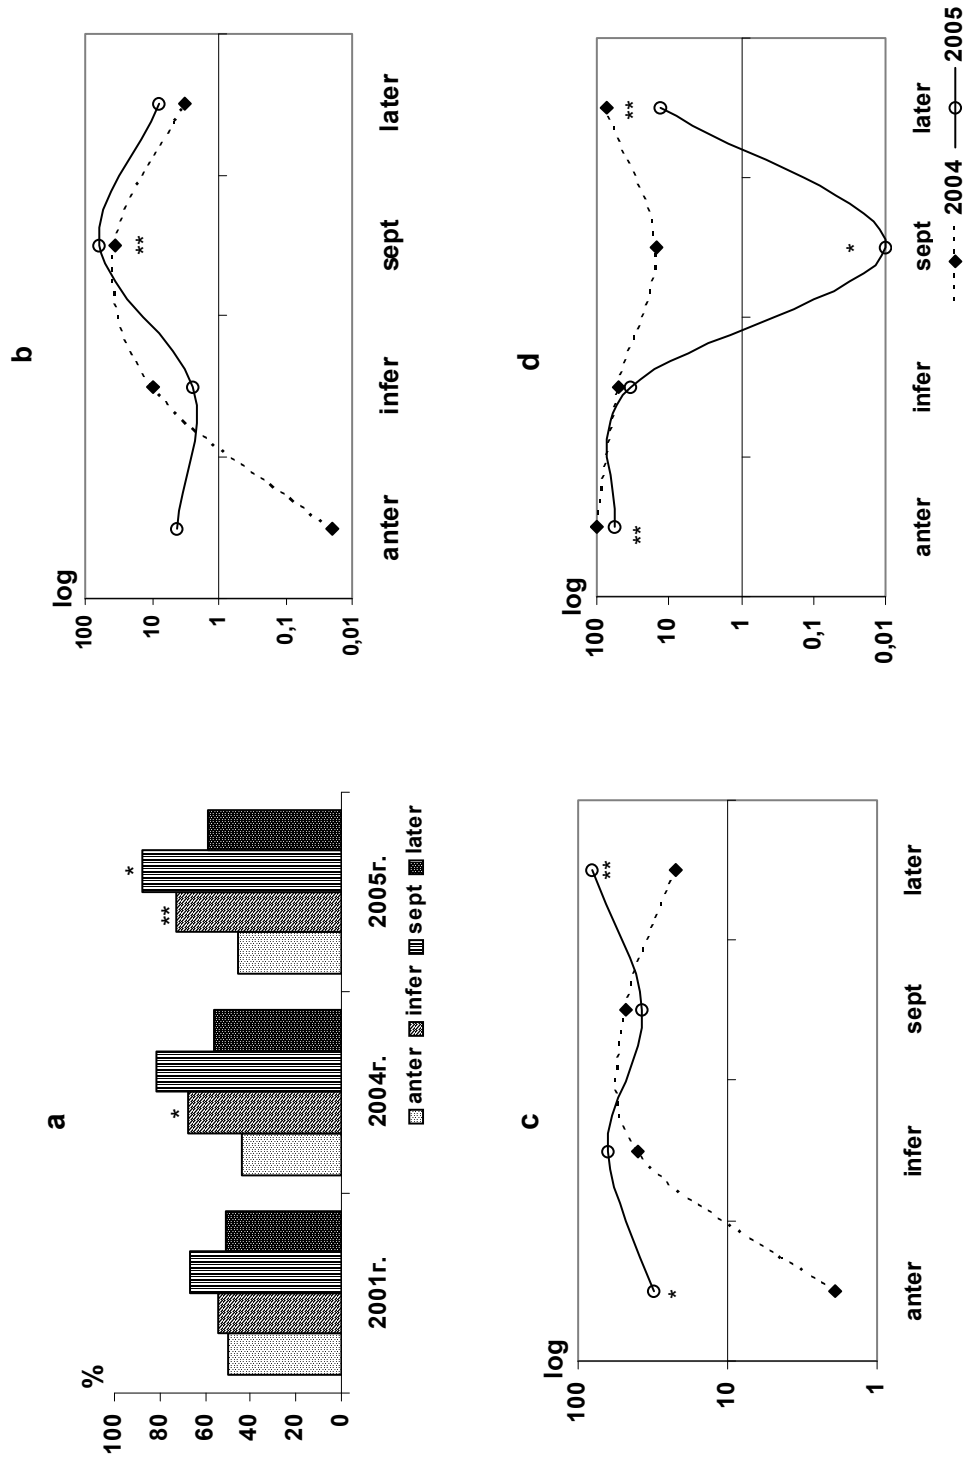 a
%
100
80
60
40
20
0
*
**
*
2001г. 2004г. 2005г.
anter infer sept later
b
log
100
10
1
0,1
0,01
**
anter infer sept later
c
log
100
10
1
*
**
anter infer sept later
d
log
100
10
1
0,1
0,01
**
*
**
anter infer sept later
2004 2005